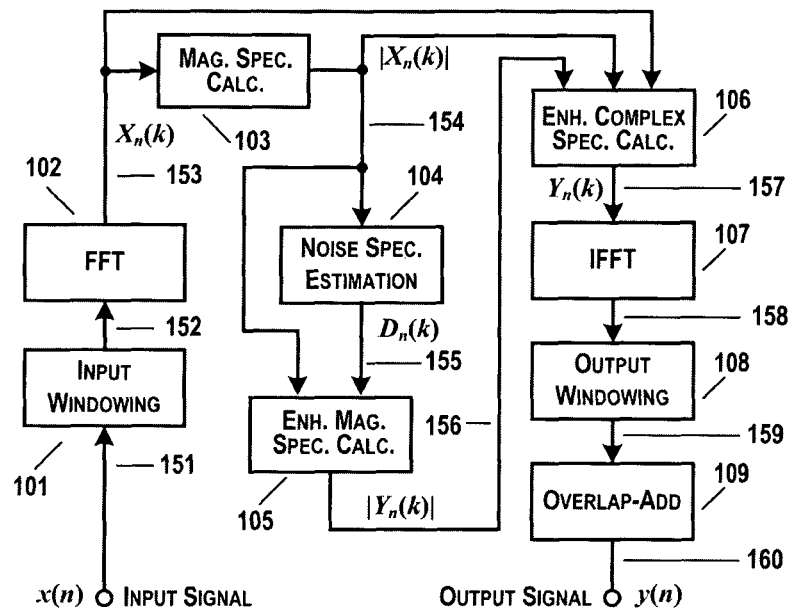 MAG. SPEC.
CALC.
103
|Xn(k)|
Xn(k)
153
154
ENH. COMPLEX
SPEC. CALC.
106
Yn(k)
157
102
FFT
104
NOISE SPEC.
ESTIMATION
107
IFFT
152
Dn(k)
155
158
INPUT
WINDOWING
101
151
OUTPUT
WINDOWING
108
ENH. MAG.
SPEC. CALC.
105
156
|Yn(k)|
159
109
OVERLAP-ADD
160
x(n) INPUT SIGNAL
OUTPUT SIGNAL y(n)